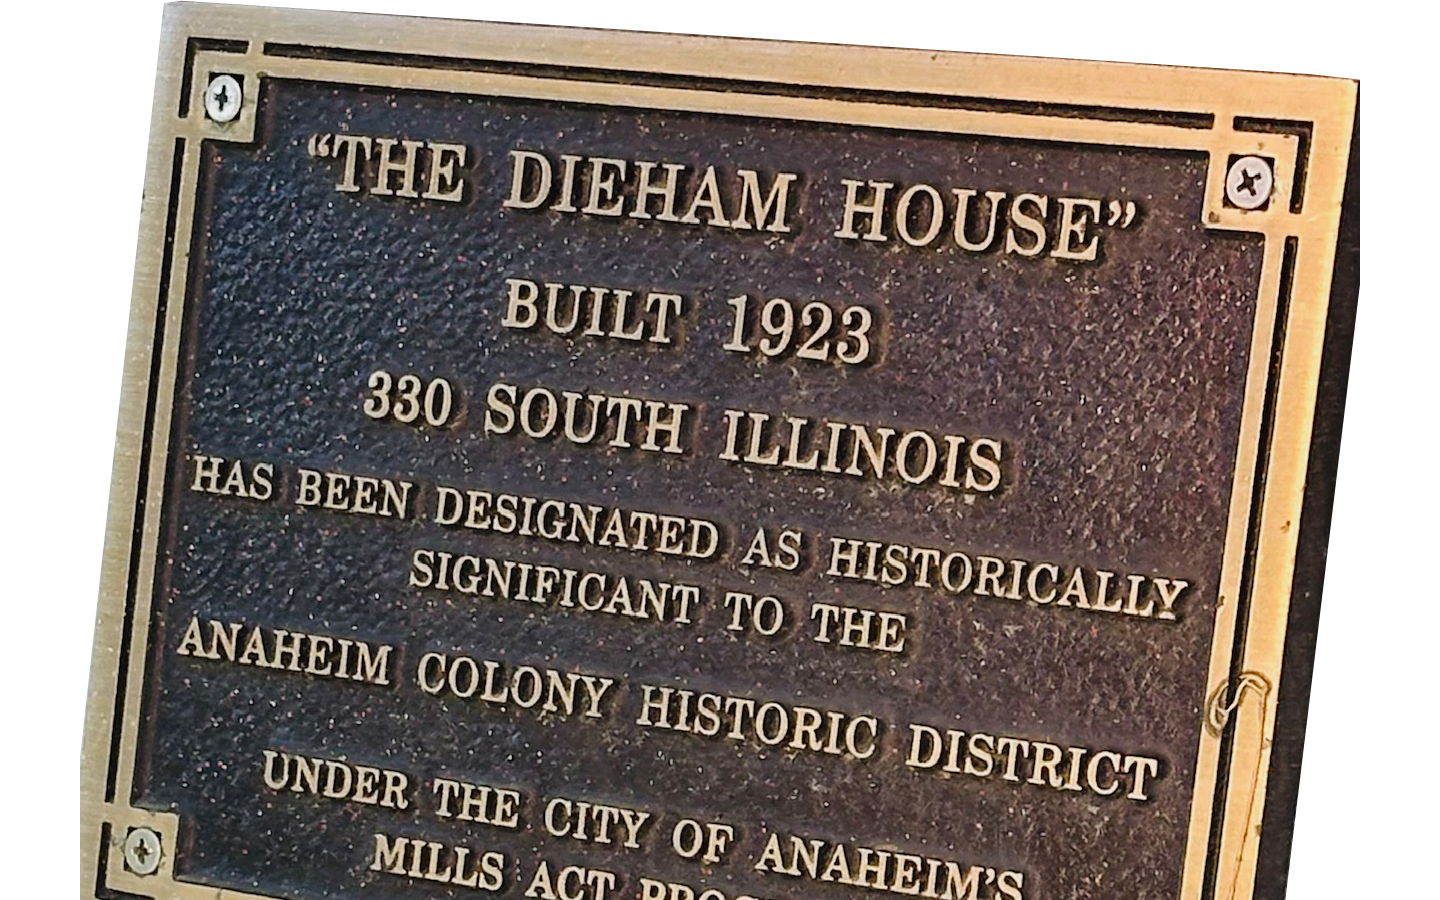 “THE DIEHAM HOUSE”
BUILT 1923
330 SOUTH ILLINOIS
HAS BEEN DESIGNATED AS HISTORICALLY
SIGNIFICANT TO THE
ANAHEIM COLONY HISTORIC DISTRICT
UNDER THE CITY OF ANAHEIM'S
MILLS ACT